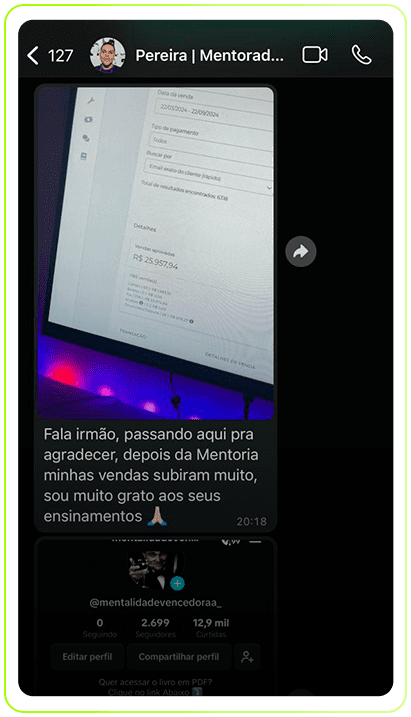 127
Pereira | Mentorad...
Data da venda
22/03/2024 - 22/09/2024
Tipo de pagamento
Todos
Buscar por
Email exato do cliente (rápido)
Total de resultados encontrados: 6318
Detalhes
Vendas aprovadas
R$ 25.957,94
TRANSAÇÃO
DETALHES DE VENDA
Fala irmão, passando aqui pra
agradecer, depois da Mentoria
minhas vendas subiram muito,
sou muito grato aos seus
ensinamentos 🙏🏻
20:18
@mentalidadevencedoraa_
0 2.699 12,9 mil
Seguindo Seguidores Curtidas
Editar perfil Compartilhar perfil
Quer acessar o livro em PDF?
Clique no link Abaixo ⬇️